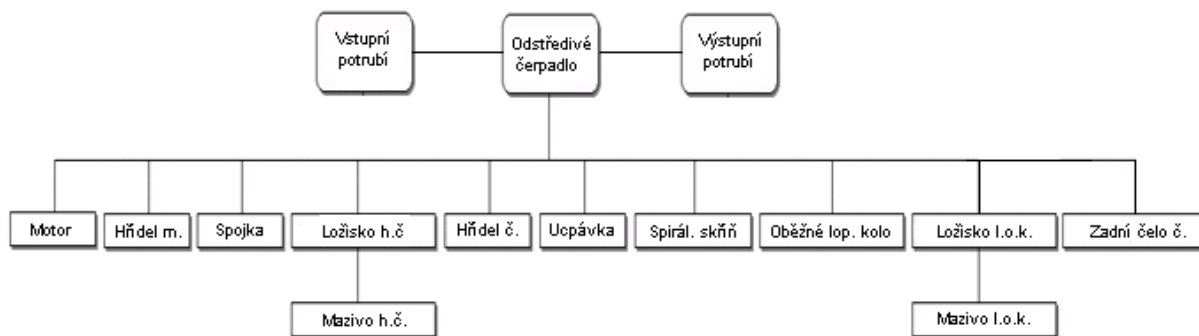 Vstupní
potrubí
Odstředivé
čerpadlo
Výstupní
potrubí
Motor
Hřídel m.
Spojka
Ložisko h.č
Hřídel č.
Ucpávka
Spirál. skříň
Oběžné lop. kolo
Ložisko l.o.k.
Zadní čelo č.
Mazivo h.č.
Mazivo l.o.k.